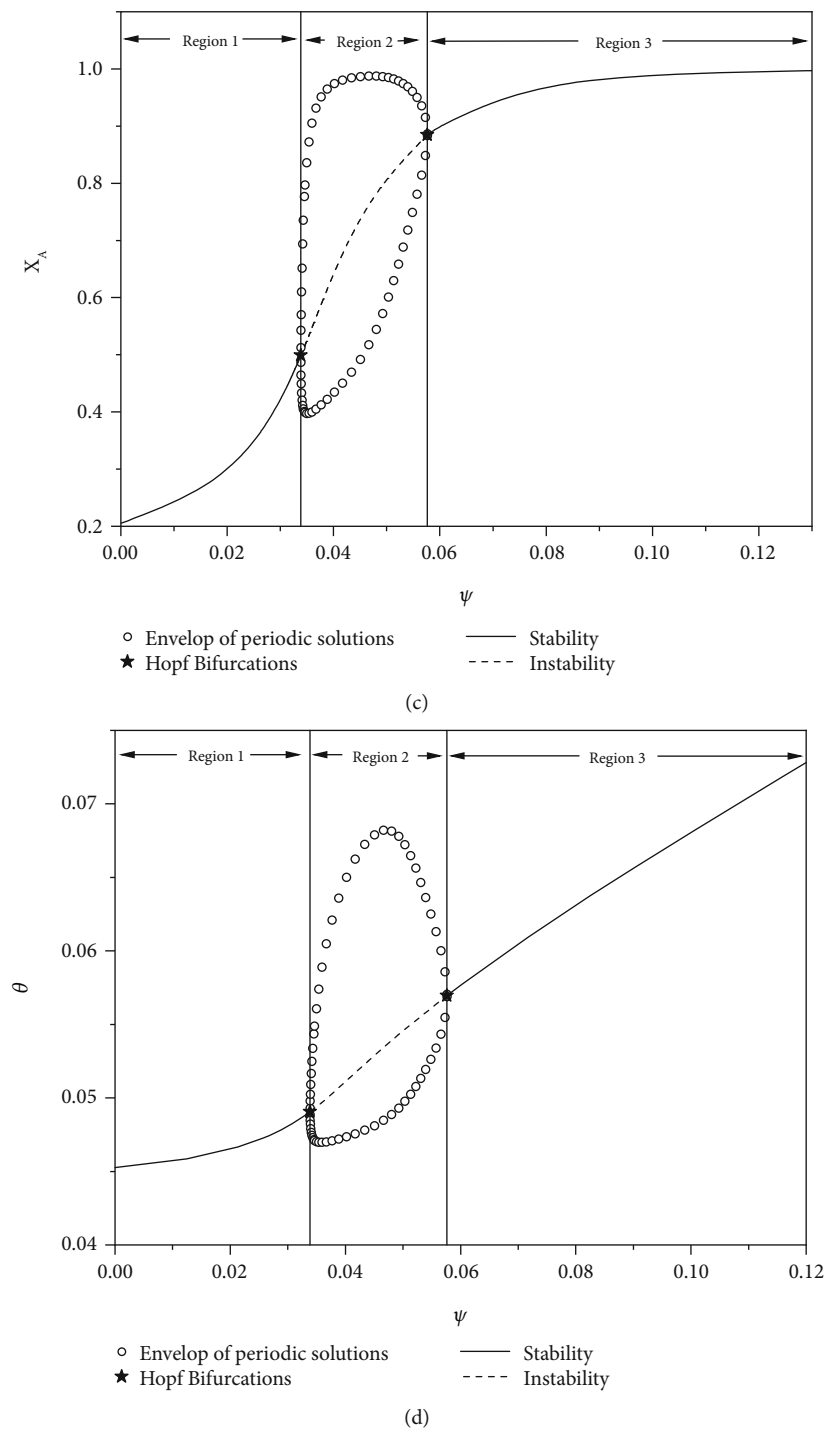 Region 1 Region 2 Region 3
1.0
0.8
X_A
0.6
0.4
0.2
0.00 0.02 0.04 0.06 0.08 0.10 0.12
ψ
Envelop of periodic solutions Stability
Hopf Bifurcations Instability
(c)
Region 1 Region 2 Region 3
0.07
0.06
θ
0.05
0.04
0.00 0.02 0.04 0.06 0.08 0.10 0.12
ψ
Envelop of periodic solutions Stability
Hopf Bifurcations Instability
(d)